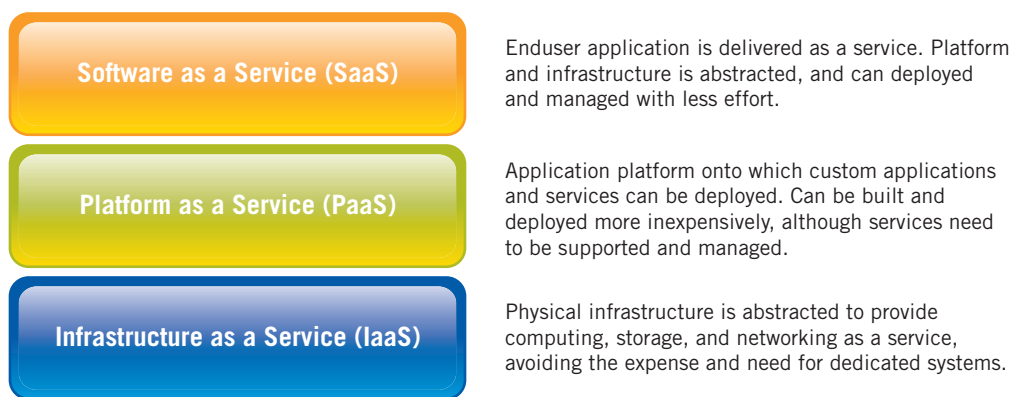 Software as a Service (SaaS)
Enduser application is delivered as a service. Platform
and infrastructure is abstracted, and can deployed
and managed with less effort.
Platform as a Service (PaaS)
Application platform onto which custom applications
and services can be deployed. Can be built and
deployed more inexpensively, although services need
to be supported and managed.
Infrastructure as a Service (IaaS)
Physical infrastructure is abstracted to provide
computing, storage, and networking as a service,
avoiding the expense and need for dedicated systems.